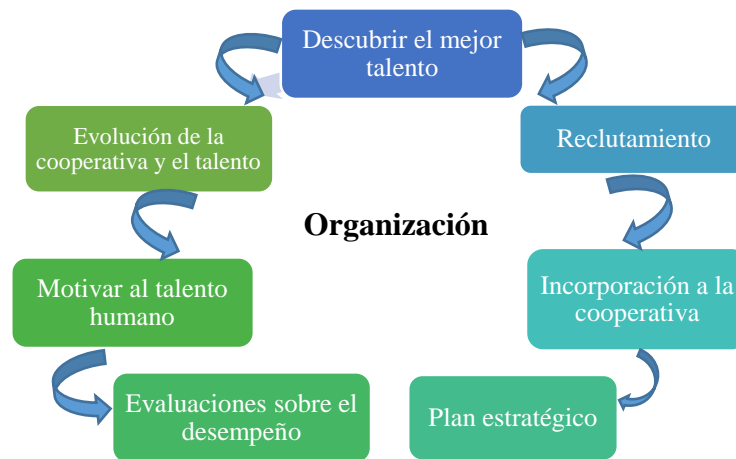 Descubrir el mejor
talento
Evolución de la
cooperativa y el talento
Reclutamiento
Organización
Motivar al talento
humano
Incorporación a la
cooperativa
Evaluaciones sobre el
desempeño
Plan estratégico